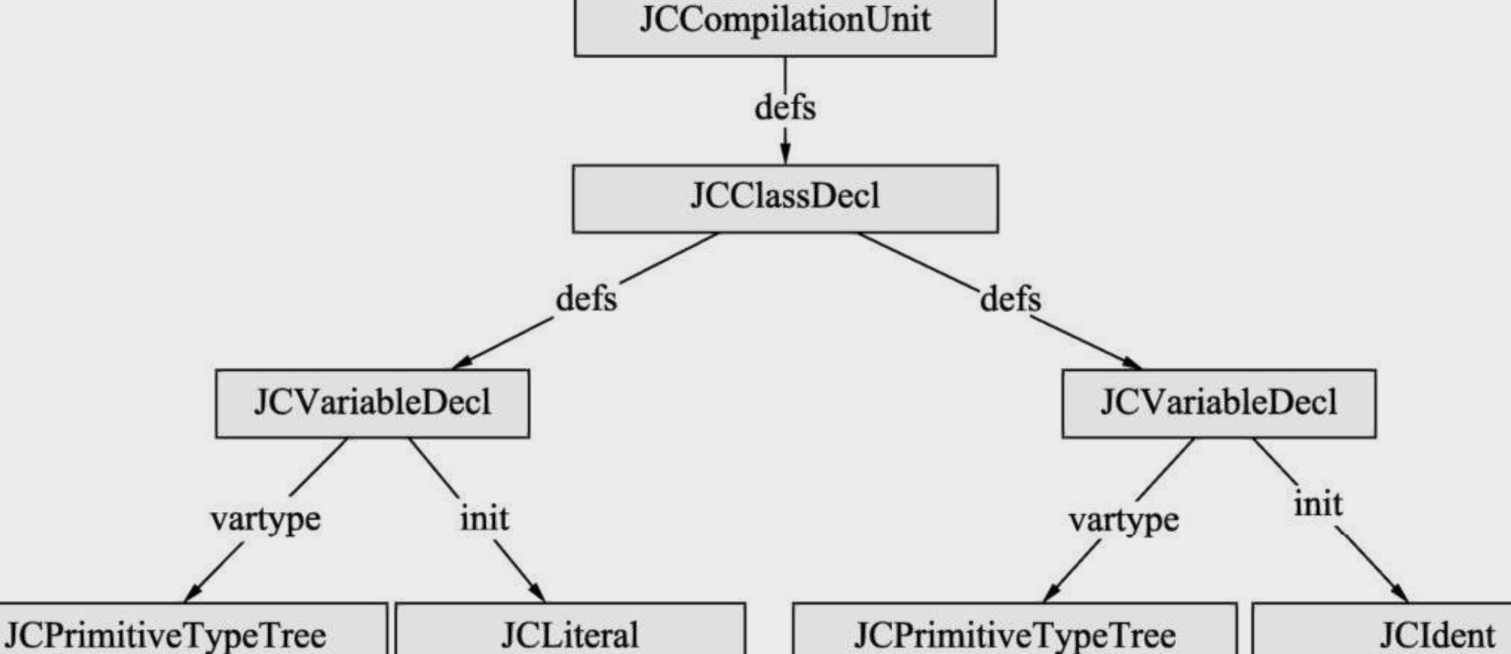 JCCompilationUnit
defs
JCClassDecl
defs defs
JCVariableDecl JCVariableDecl
vartype init vartype init
JCPrimitiveTypeTree JCLiteral JCPrimitiveTypeTree JCIdent